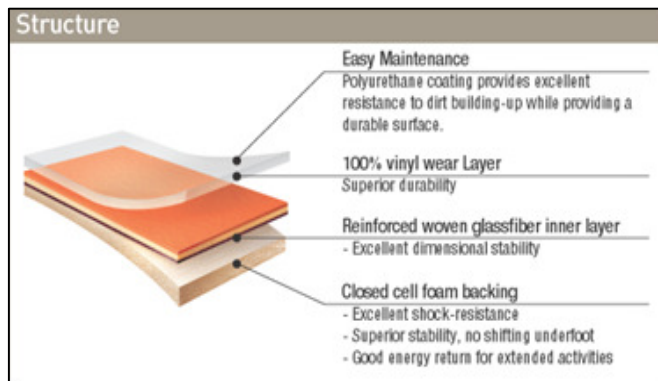 Structure
Easy Maintenance
Polyurethane coating provides excellent
resistance to dirt building-up while providing a
durable surface.
100% vinyl wear Layer
Superior durability
Reinforced woven glassfiber inner layer
- Excellent dimensional stability
Closed cell foam backing
- Excellent shock-resistance
- Superior stability, no shifting underfoot
- Good energy return for extended activities